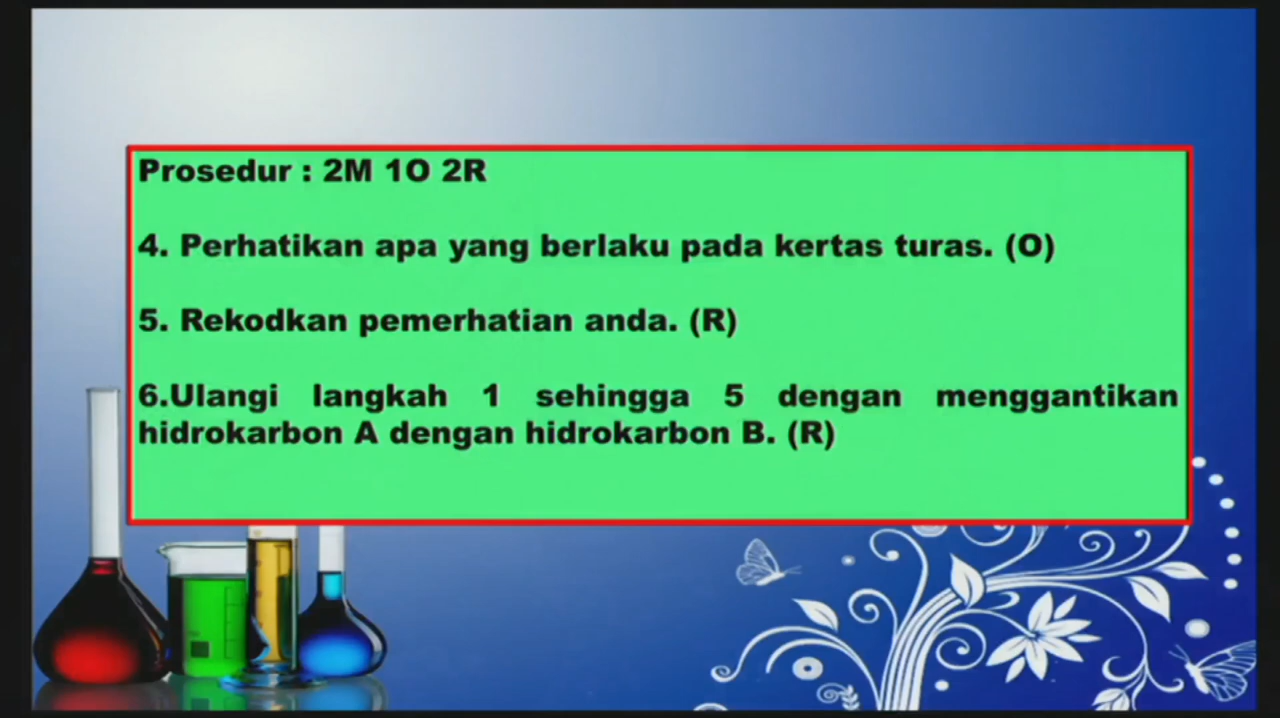 Prosedur : 2M 1O 2R
4. Perhatikan apa yang berlaku pada kertas turas. (O)
5. Rekodkan pemerhatian anda. (R)
6.Ulangi langkah 1 sehingga 5 dengan menggantikan
hidrokarbon A dengan hidrokarbon B. (R)